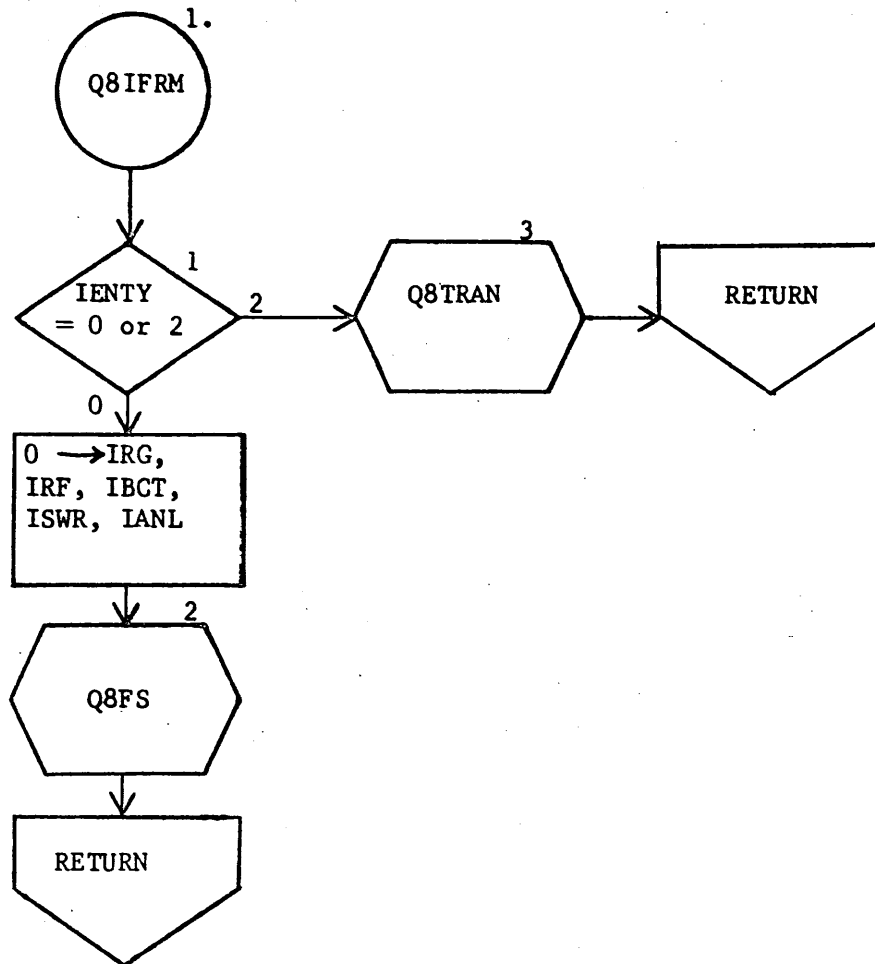 1.
Q8IFRM
1
IENTY
= 0 or 2
2
3
Q8TRAN
RETURN
0
0 → IRG,
IRF, IBCT,
ISWR, IANL
2
Q8FS
RETURN